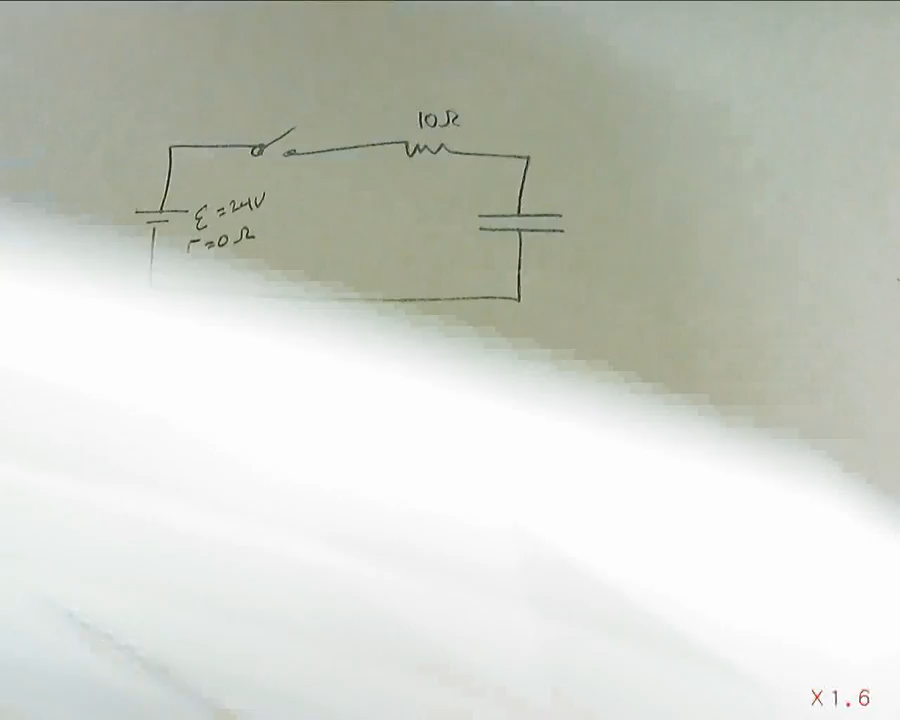 10Ω
Ɛ = 24V
r = 0 Ω
X1.6